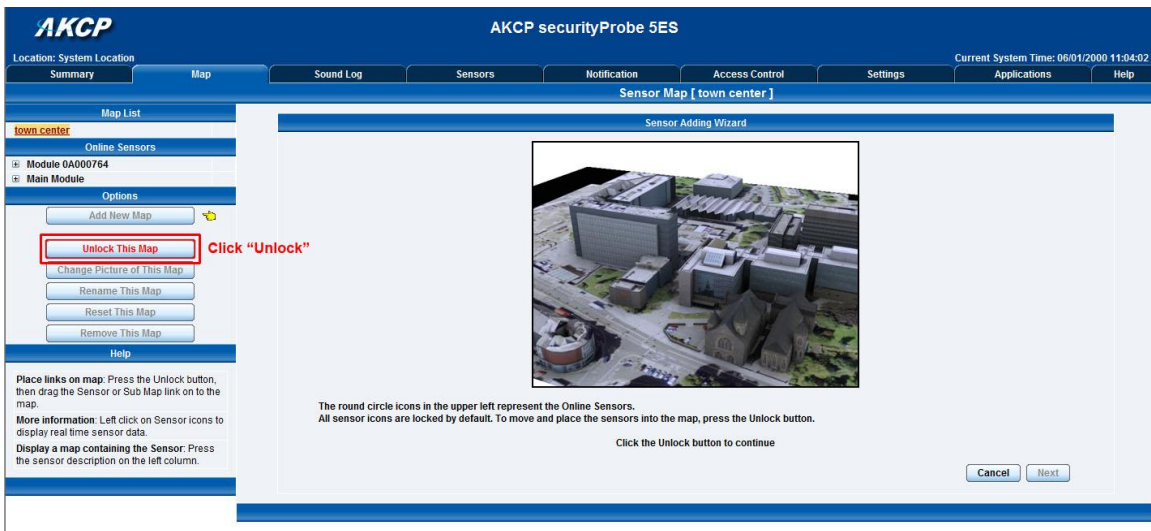 AKCP
AKCP securityProbe 5ES
Location: System Location
Current System Time: 06/01/2000 11:04:02
Summary
Map
Sound Log
Sensors
Notification
Access Control
Settings
Applications
Help
Sensor Map [ town center ]
Map List
town center
Online Sensors
Module 0A000764
Main Module
Options
Add New Map
Unlock This Map
Click “Unlock”
Change Picture of This Map
Rename This Map
Reset This Map
Remove This Map
Help
Place links on map: Press the Unlock button,
then drag the Sensor or Sub Map link on to the
map.
More information: Left click on Sensor icons to
display real time sensor data.
Display a map containing the Sensor: Press
the sensor description on the left column.
Sensor Adding Wizard
The round circle icons in the upper left represent the Online Sensors.
All sensor icons are locked by default. To move and place the sensors into the map, press the Unlock button.
Click the Unlock button to continue
Cancel
Next